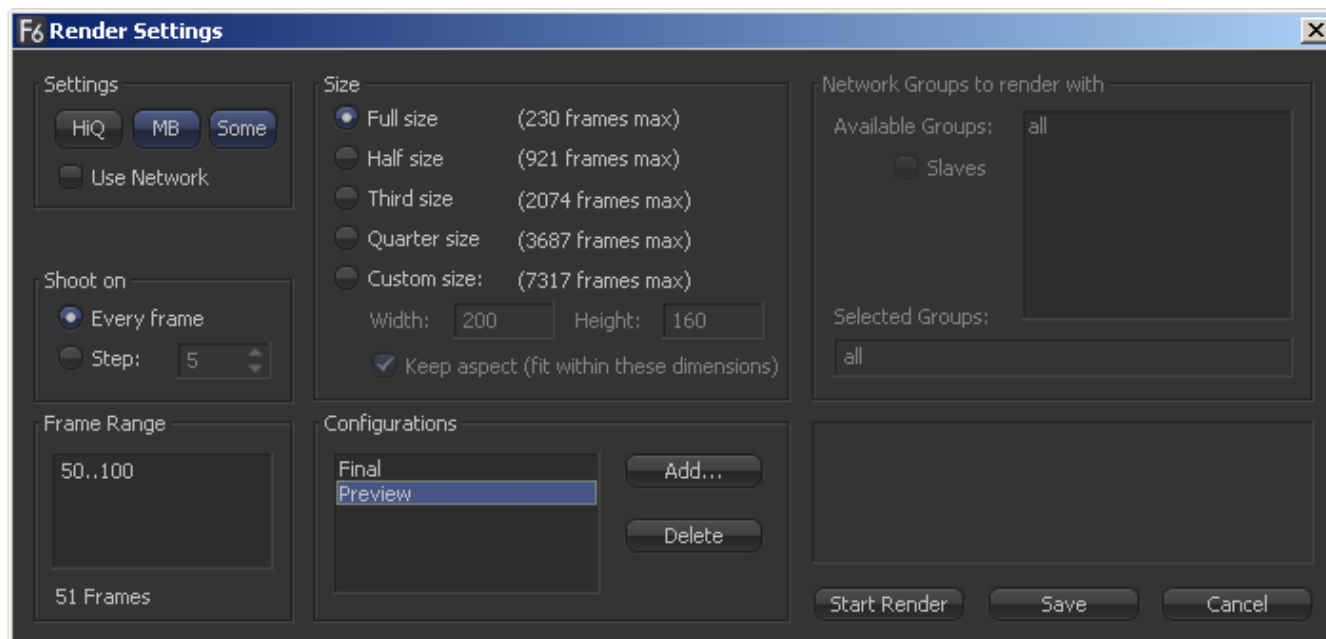 F6 Render Settings
Settings
HiQ MB Some
Use Network
Size
Full size (230 frames max)
Half size (921 frames max)
Third size (2074 frames max)
Quarter size (3687 frames max)
Custom size: (7317 frames max)
Width: 200 Height: 160
Keep aspect (fit within these dimensions)
Network Groups to render with
Available Groups: all
Slaves
Selected Groups:
all
Shoot on
Every frame
Step: 5
Frame Range
50..100
51 Frames
Configurations
Final
Preview
Add...
Delete
Start Render Save Cancel